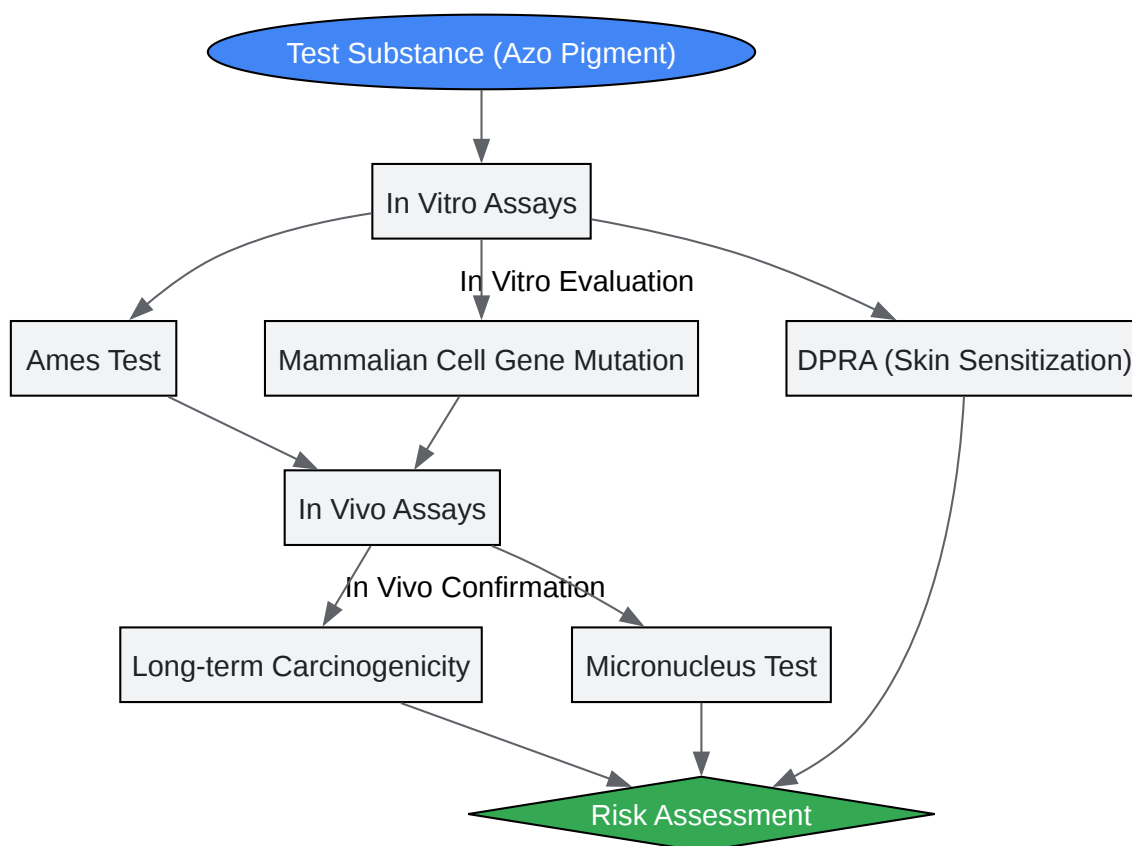 Test Substance (Azo Pigment)
In Vitro Assays
In Vitro Evaluation
Ames Test
Mammalian Cell Gene Mutation
DPRA (Skin Sensitization)
In Vivo Assays
In Vivo Confirmation
Long-term Carcinogenicity
Micronucleus Test
Risk Assessment